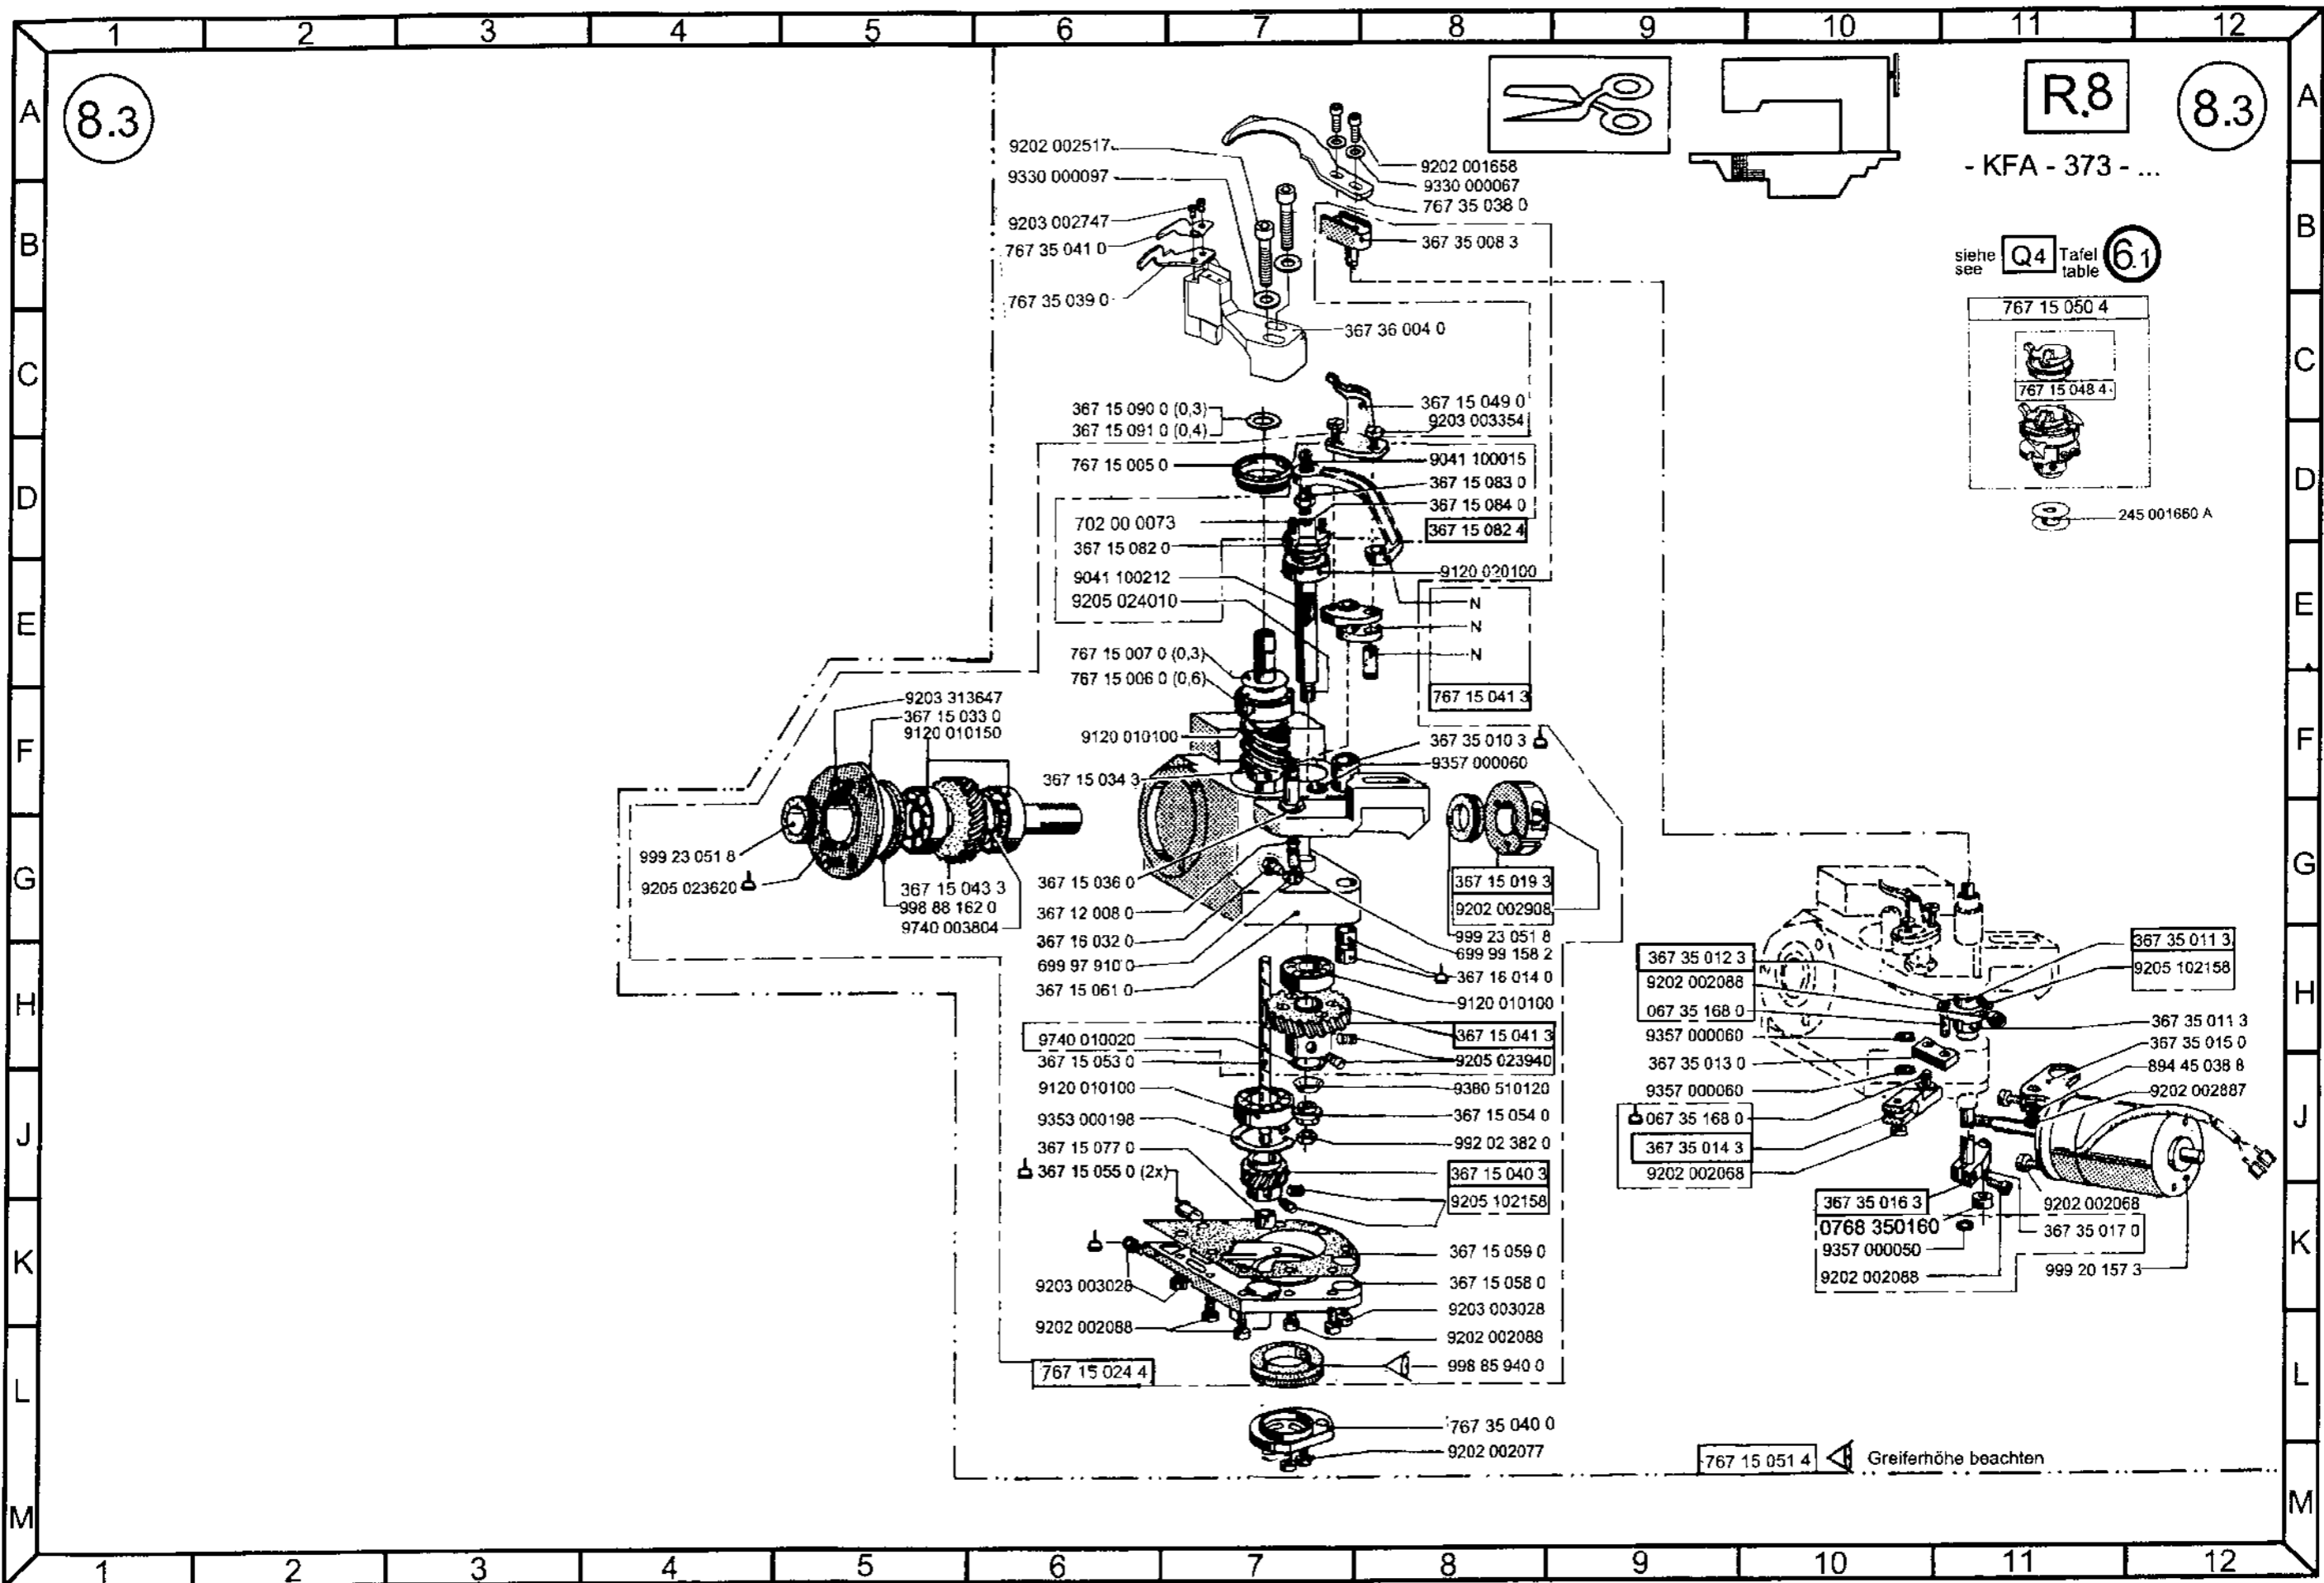 1 2 3 4 5 6 7 8 9 10 11 12
A
B
C
D
E
F
G
H
J
K
L
M
8.3
R.8
8.3
- KFA - 373 - ...
siehe Q4 Tafel 6.1
see table
767 15 050 4
767 15 048 4
245 001660 A
9202 002517
9330 000097
9203 002747
767 35 041 0
767 35 039 0
9202 001658
9330 000067
767 35 038 0
367 35 008 3
367 36 004 0
367 15 090 0 (0,3)
367 15 091 0 (0,4)
767 15 005 0
702 00 0073
367 15 082 0
9041 100212
9205 024010
767 15 007 0 (0,3)
767 15 006 0 (0,6)
9120 010100
367 15 034 3
367 15 049 0
9203 003354
9041 100015
367 15 083 0
367 15 084 0
367 15 082 4
9120 020100
N
N
N
767 15 041 3
367 35 010 3
9357 000060
9203 313647
367 15 033 0
9120 010150
999 23 051 8
9205 023620
367 15 043 3
998 88 162 0
9740 003804
367 15 036 0
367 12 008 0
367 16 032 0
699 97 910 0
367 15 061 0
367 15 019 3
9202 002908
999 23 051 8
699 99 158 2
367 16 014 0
9120 010100
9740 010020
367 15 053 0
9120 010100
9353 000198
367 15 077 0
367 15 055 0 (2x)
367 15 041 3
9205 023940
9380 510120
367 15 054 0
992 02 382 0
367 15 040 3
9205 102158
9203 003028
9202 002088
767 15 024 4
367 15 059 0
367 15 058 0
9203 003028
9202 002088
998 85 940 0
767 35 040 0
9202 002077
367 35 012 3
9202 002088
067 35 168 0
9357 000060
367 35 013 0
9357 000060
067 35 168 0
367 35 014 3
9202 002068
367 35 011 3
9205 102158
367 35 011 3
367 35 015 0
894 45 038 8
9202 002887
367 35 016 3
0768 350160
9357 000050
9202 002088
9202 002068
367 35 017 0
999 20 157 3
767 15 051 4 Greiferhöhe beachten
A
B
C
D
E
F
G
H
J
K
L
M
1 2 3 4 5 6 7 8 9 10 11 12